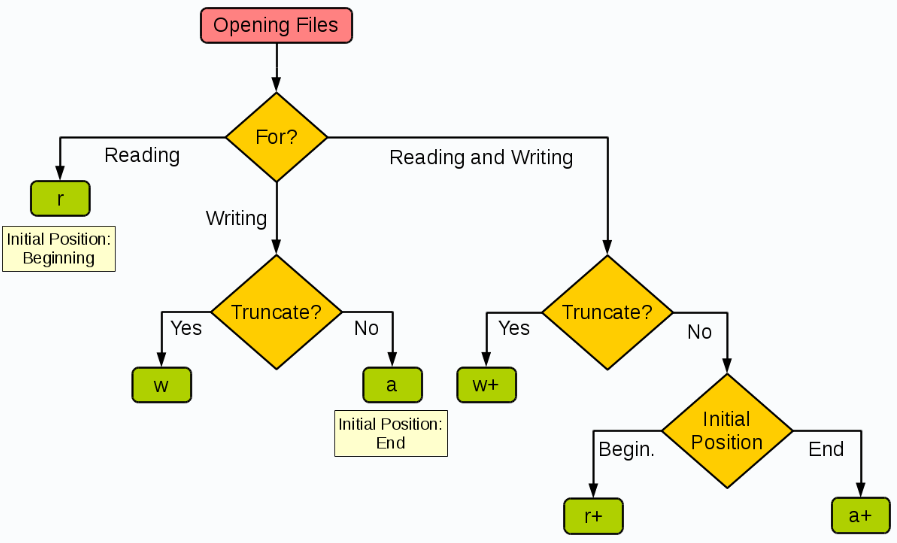 Opening Files
For?
Reading
Reading and Writing
r
Writing
Initial Position:
Beginning
Truncate?
Truncate?
Yes
No
Yes
No
w
a
w+
Initial Position:
End
Initial
Position
Begin.
End
r+
a+